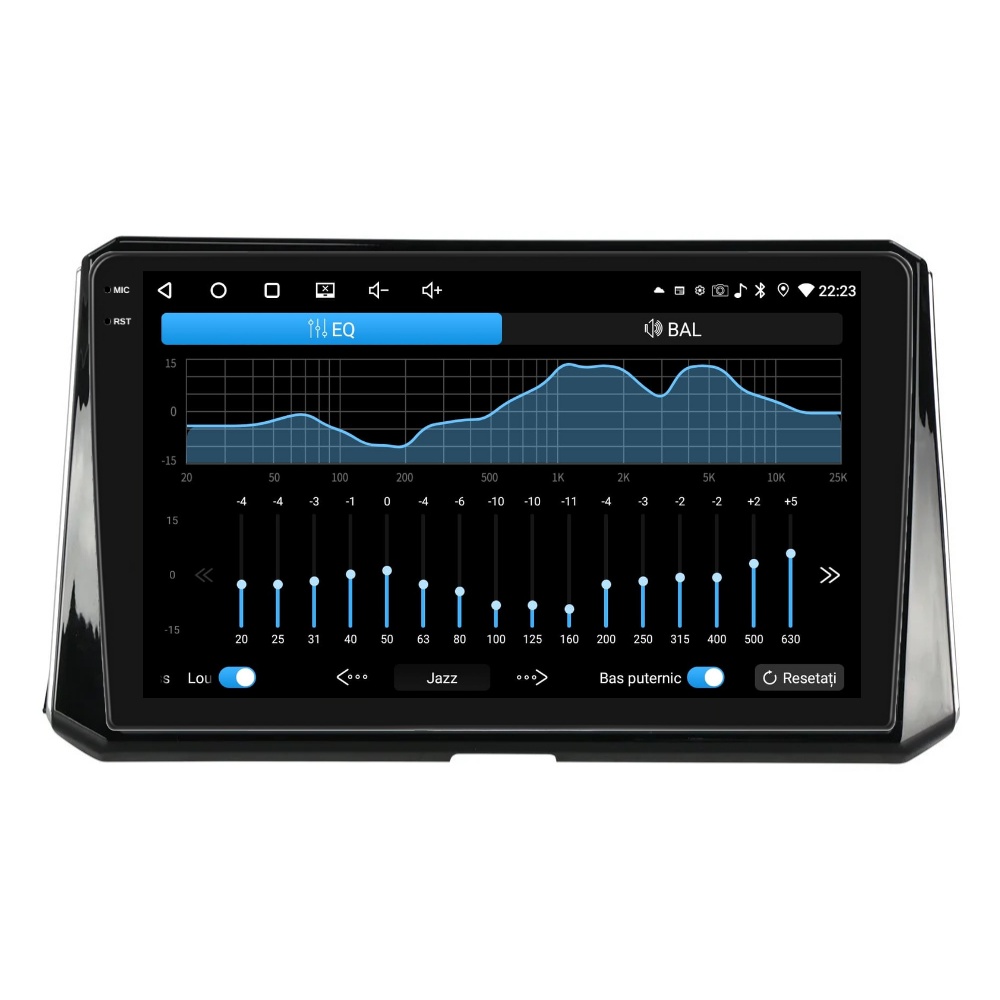 MIC
RST
22:23
EQ
BAL
15
0
-15
20 50 100 200 500 1K 2K 5K 10K 25K
-4 -4 -3 -1 0 -4 -6 -10 -10 -11 -4 -3 -2 -2 +2 +5
15
0
-15
20 25 31 40 50 63 80 100 125 160 200 250 315 400 500 630
s Lou Jazz Bas puternic Resetați